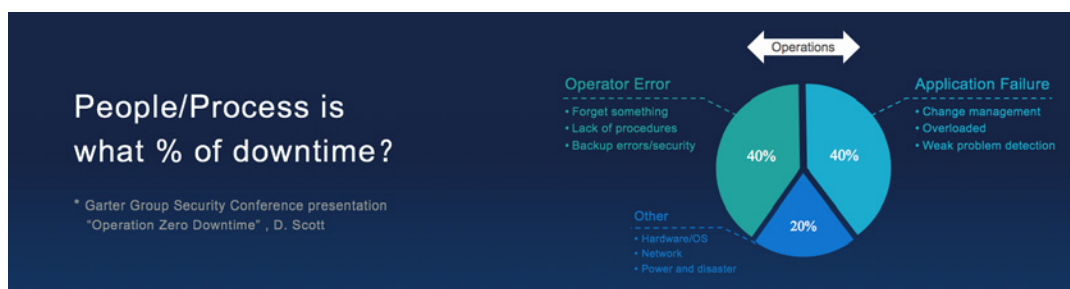 People/Process is
what % of downtime?
* Garter Group Security Conference presentation
"Operation Zero Downtime" , D. Scott
Operations
Operator Error
• Forget something
• Lack of procedures
• Backup errors/security
Application Failure
• Change management
• Overloaded
• Weak problem detection
40%
40%
20%
Other
• Hardware/OS
• Network
• Power and disaster